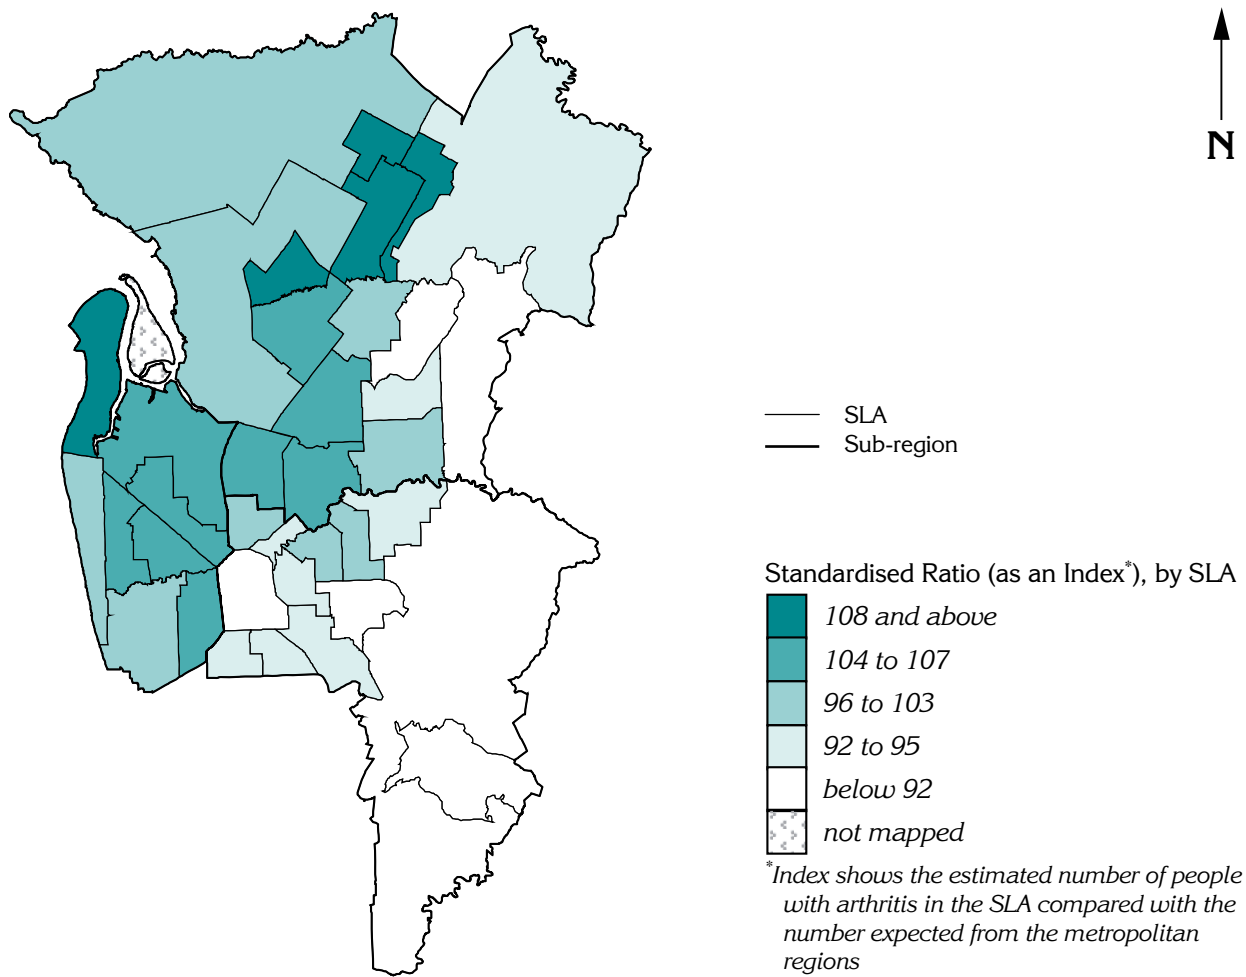 N
SLA
Sub-region
Standardised Ratio (as an Index*), by SLA
108 and above
104 to 107
96 to 103
92 to 95
below 92
not mapped
*Index shows the estimated number of people
with arthritis in the SLA compared with the
number expected from the metropolitan
regions